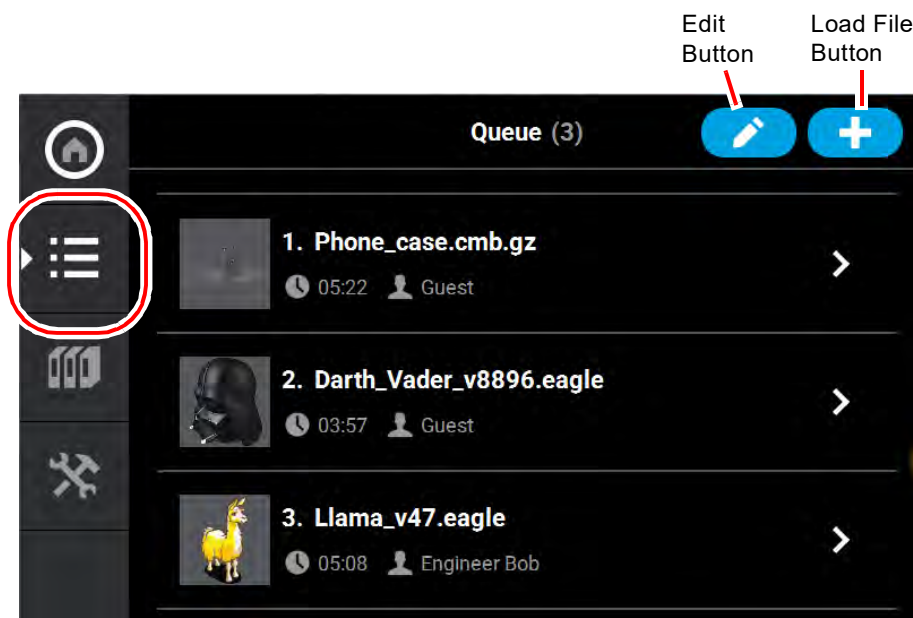 Edit
Button
Load File
Button
Queue (3)
1. Phone_case.cmb.gz
05:22 Guest
2. Darth_Vader_v8896.eagle
03:57 Guest
3. Llama_v47.eagle
05:08 Engineer Bob